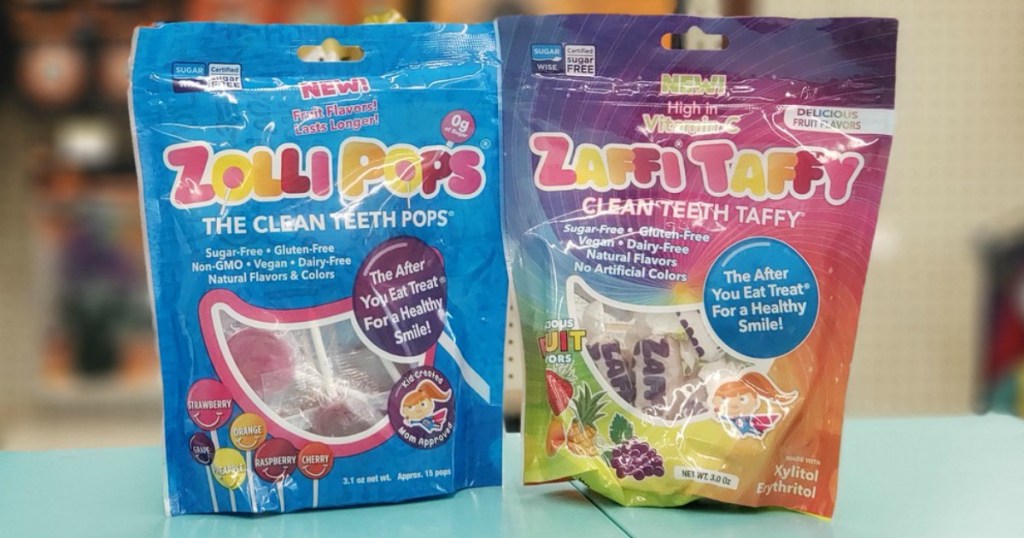 SUGAR
WISE
Certified
sugar
FREE
NEW!
Fruit Flavors!
Lasts Longer!
0g
ZOLLI POPS®
THE CLEAN TEETH POPS®
Sugar-Free • Gluten-Free
Non-GMO • Vegan • Dairy-Free
Natural Flavors & Colors
The After
You Eat Treat®
For a Healthy
Smile!
Kid Created
Mom Approved
STRAWBERRY
ORANGE
GRAPE
PINEAPPLE
RASPBERRY
CHERRY
3.1 oz net wt. Approx. 15 pops
SUGAR
WISE
Certified
sugar
FREE
NEW!
High in
Vitamin C
DELICIOUS
FRUIT FLAVORS
ZAFFI® TAFFY
CLEAN TEETH TAFFY®
Sugar-Free • Gluten-Free
Vegan • Dairy-Free
Natural Flavors
No Artificial Colors
The After
You Eat Treat®
For a Healthy
Smile!
NET WT. 3.0 Oz
MADE WITH
Xylitol
Erythritol